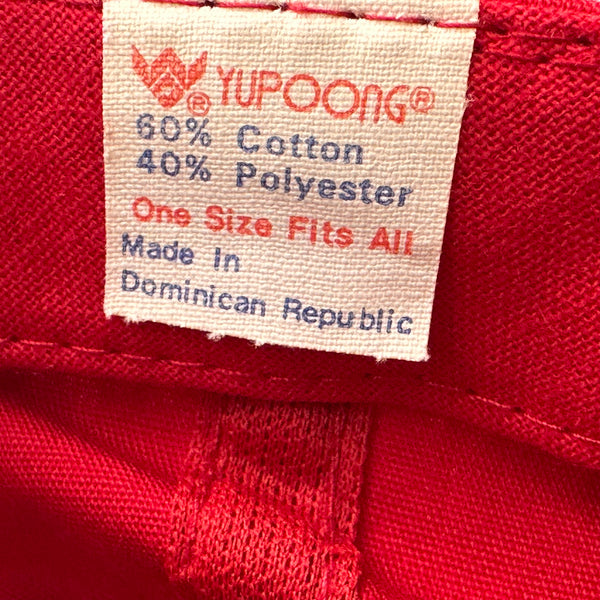 ® YUPOONG®
60% Cotton
40% Polyester
One Size Fits All
Made In
Dominican Republic